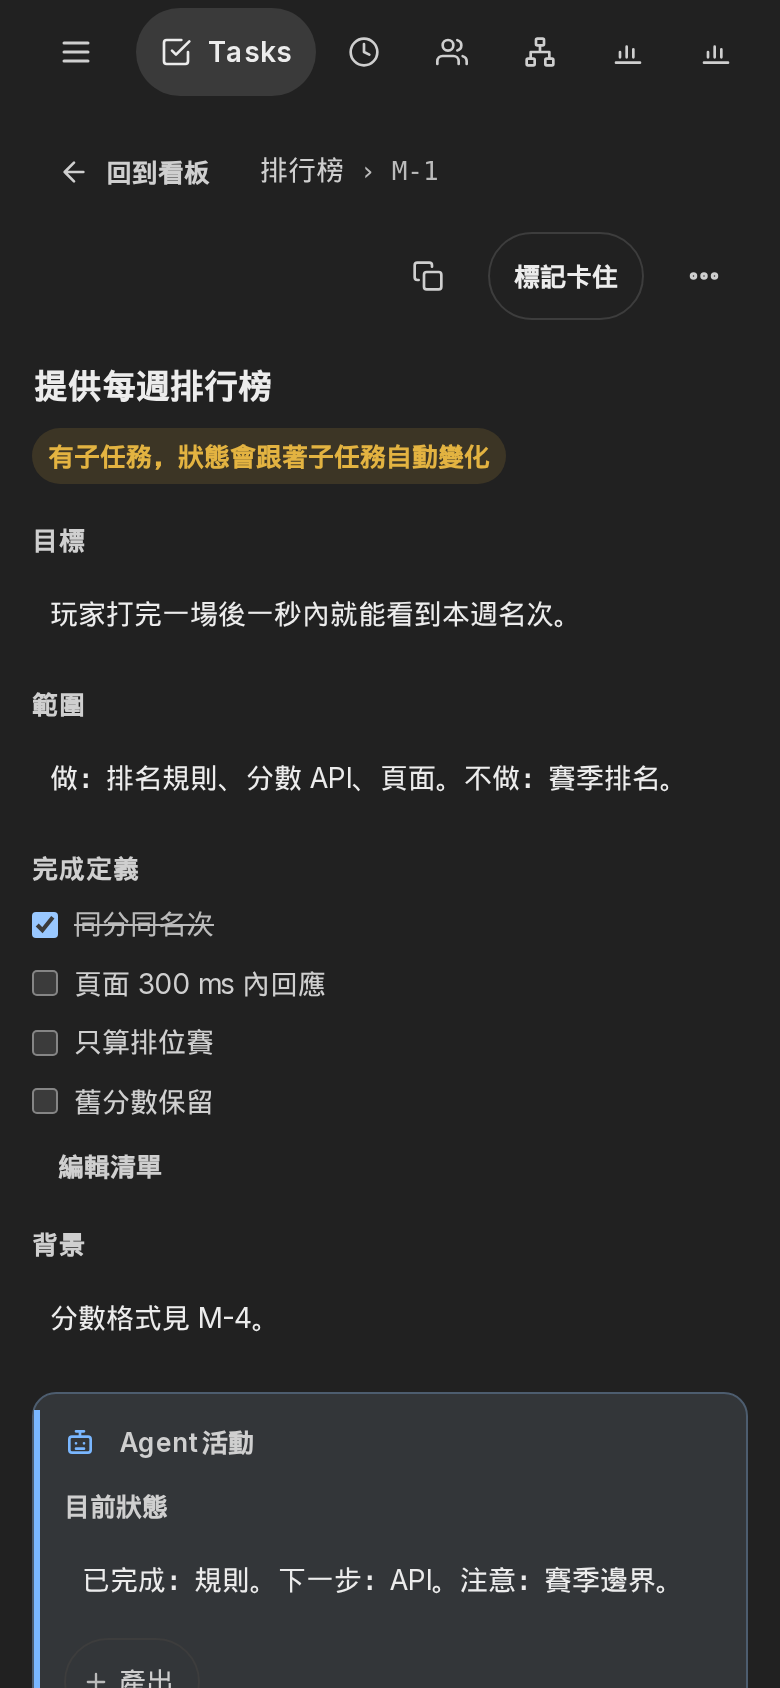 Tasks
回到看板 排行榜 › M-1
標記卡住
提供每週排行榜
有子任務，狀態會跟著子任務自動變化
目標
玩家打完一場後一秒內就能看到本週名次。
範圍
做：排名規則、分數 API、頁面。不做：賽季排名。
完成定義
同分同名次
頁面 300 ms 內回應
只算排位賽
舊分數保留
編輯清單
背景
分數格式見 M-4。
Agent 活動
目前狀態
已完成：規則。下一步：API。注意：賽季邊界。
+ 產出